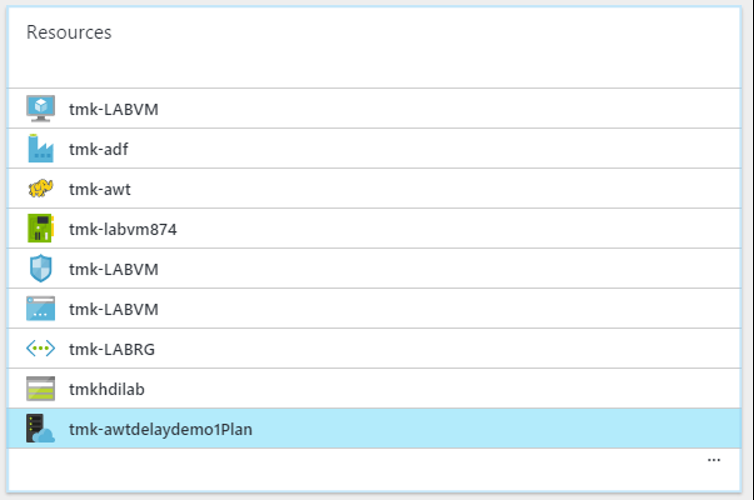 Resources
tmk-LABVM
tmk-adf
tmk-awt
tmk-labvm874
tmk-LABVM
tmk-LABVM
tmk-LABRG
tmkhdilab
tmk-awtdelaydemo1Plan
...